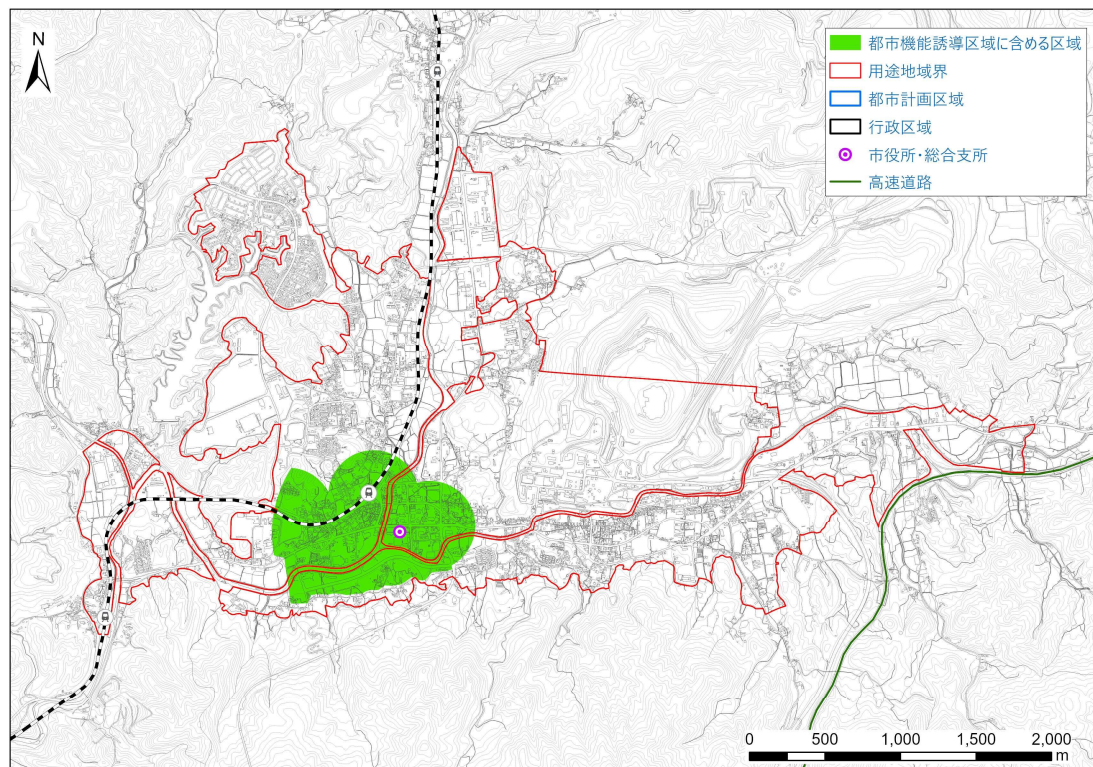 N
都市機能誘導区域に含める区域
用途地域界
都市計画区域
行政区域
市役所・総合支所
高速道路
0 500 1,000 1,500 2,000
m